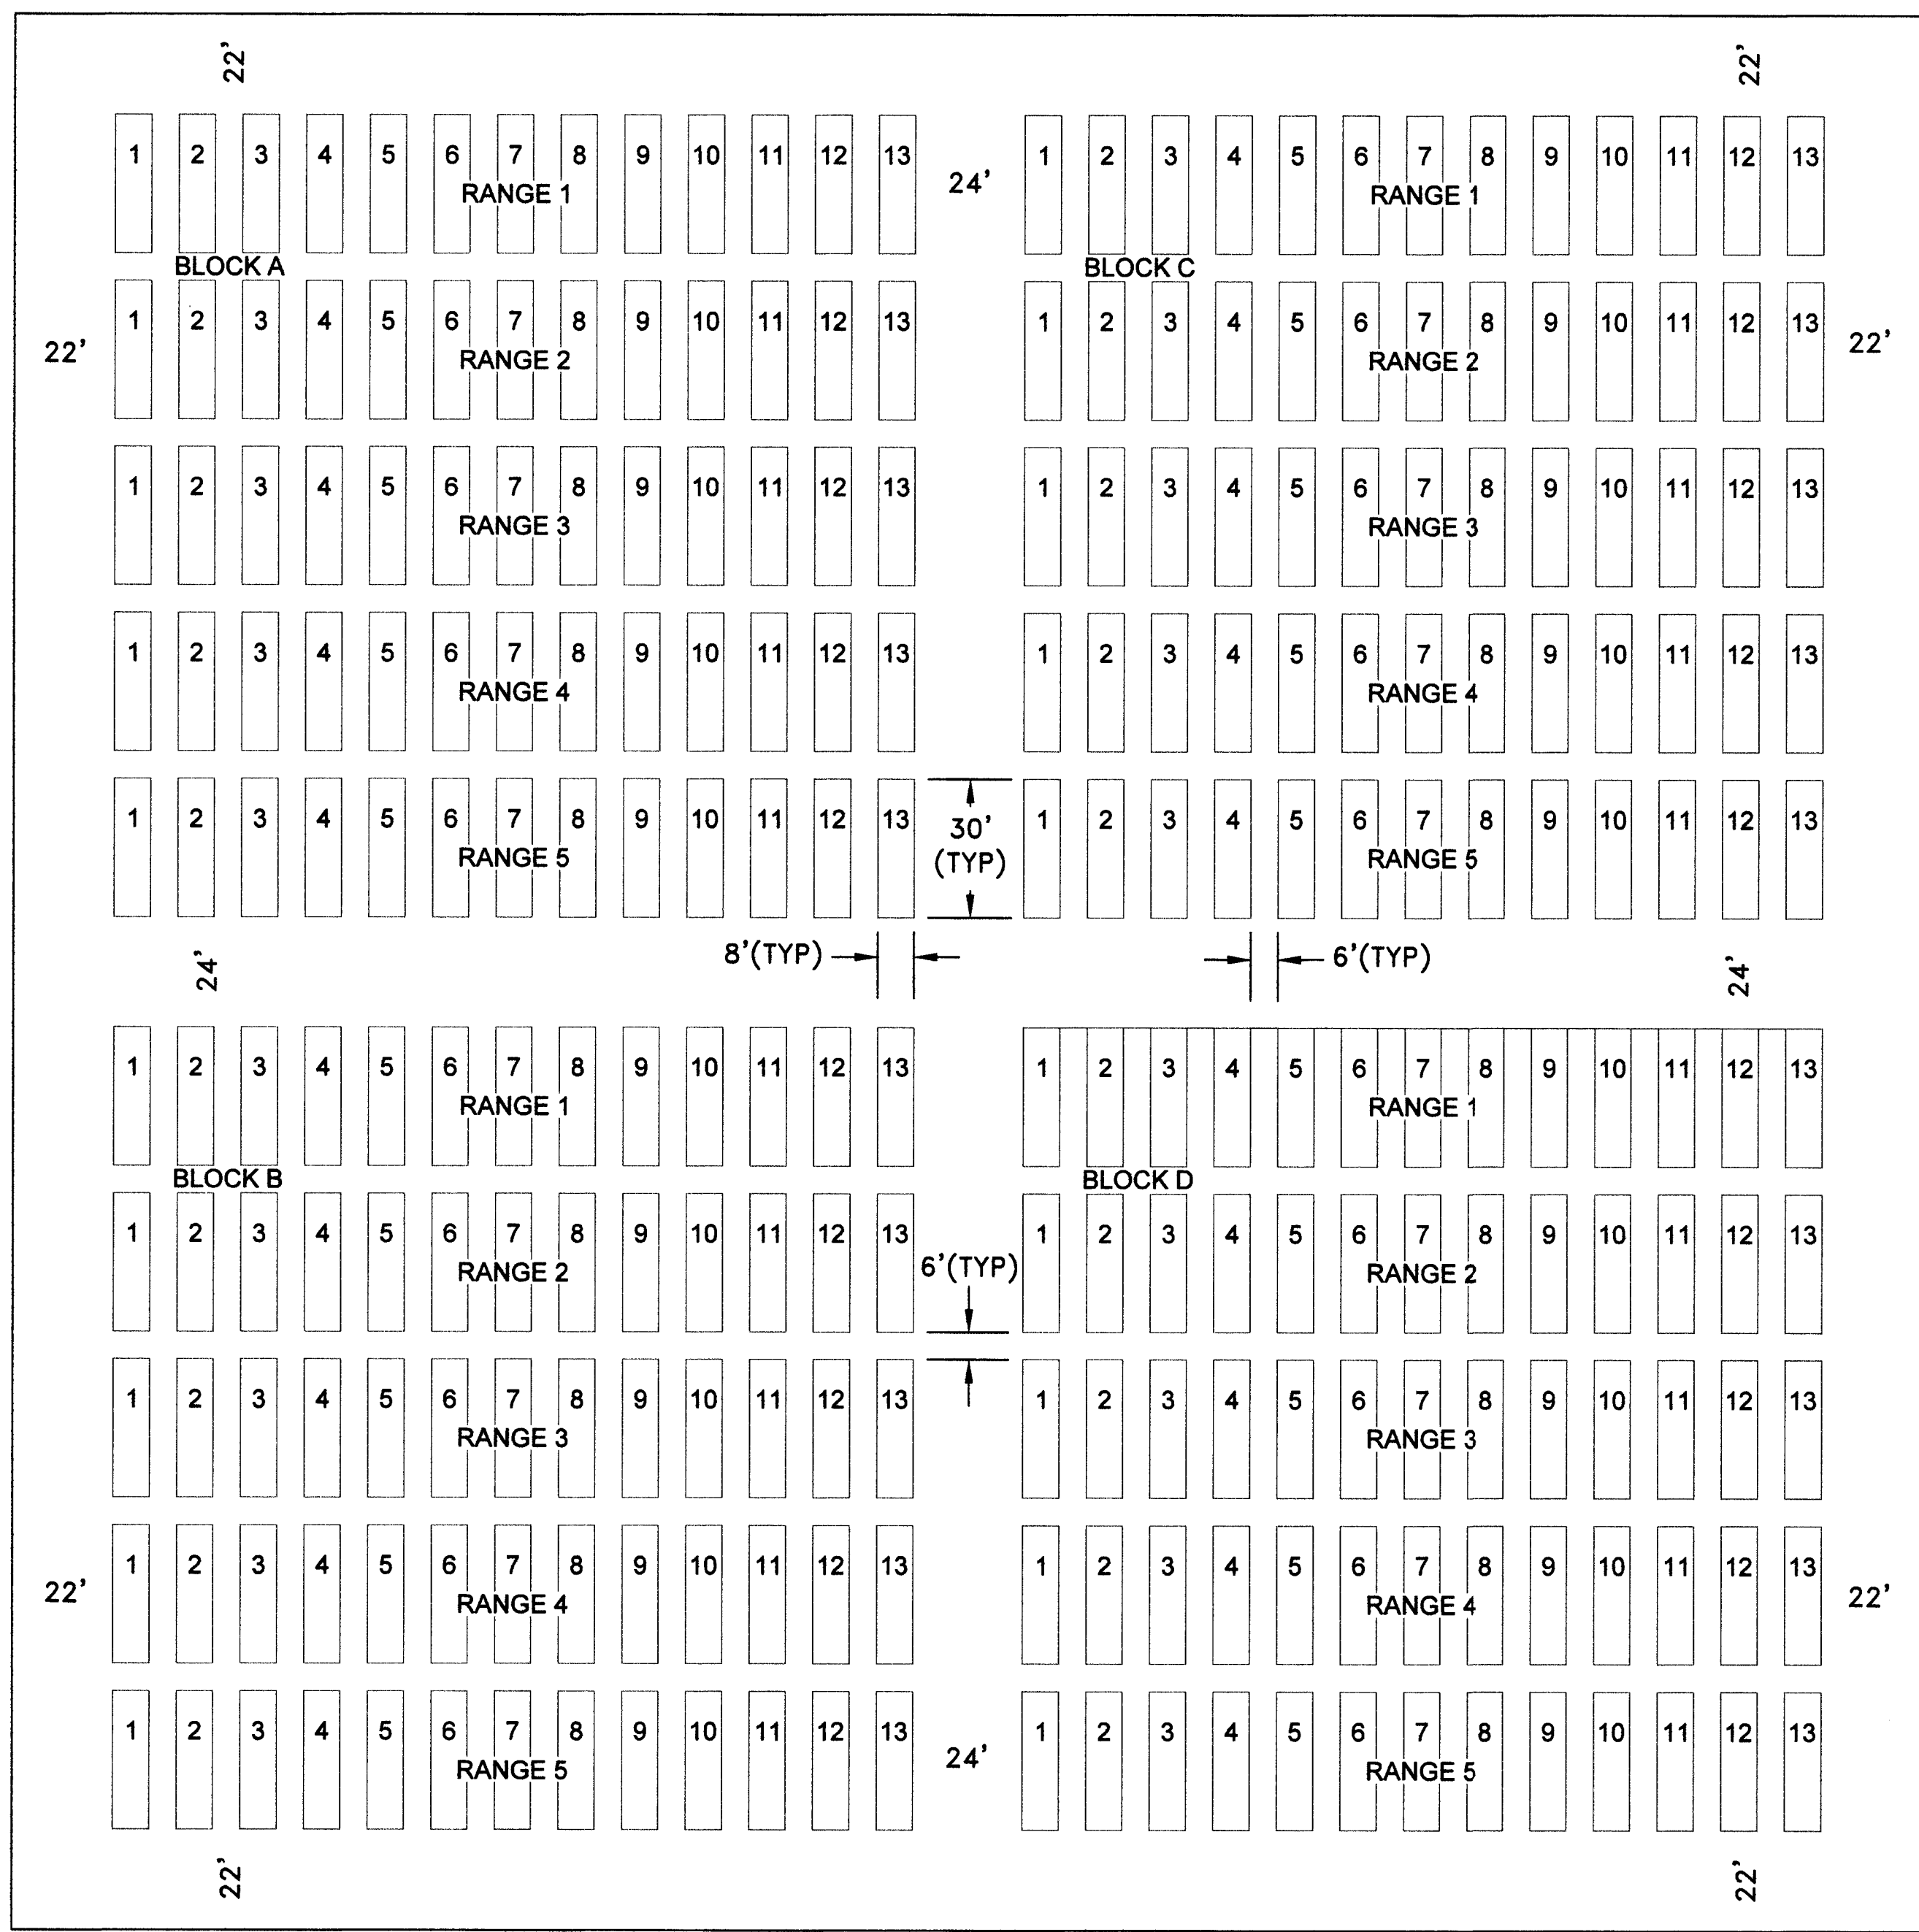 22' 22'
1 2 3 4 5 6 7 8 9 10 11 12 13 24' 1 2 3 4 5 6 7 8 9 10 11 12 13
RANGE 1 RANGE 1
BLOCK A BLOCK C
1 2 3 4 5 6 7 8 9 10 11 12 13 1 2 3 4 5 6 7 8 9 10 11 12 13
22' RANGE 2 RANGE 2 22'
1 2 3 4 5 6 7 8 9 10 11 12 13 1 2 3 4 5 6 7 8 9 10 11 12 13
RANGE 3 RANGE 3
1 2 3 4 5 6 7 8 9 10 11 12 13 1 2 3 4 5 6 7 8 9 10 11 12 13
RANGE 4 RANGE 4
1 2 3 4 5 6 7 8 9 10 11 12 13 30' 1 2 3 4 5 6 7 8 9 10 11 12 13
RANGE 5 (TYP) RANGE 5
24' 8'(TYP) 6'(TYP) 24'
1 2 3 4 5 6 7 8 9 10 11 12 13 1 2 3 4 5 6 7 8 9 10 11 12 13
RANGE 1 RANGE 1
BLOCK B BLOCK D
1 2 3 4 5 6 7 8 9 10 11 12 13 1 2 3 4 5 6 7 8 9 10 11 12 13
RANGE 2 6'(TYP) RANGE 2
1 2 3 4 5 6 7 8 9 10 11 12 13 1 2 3 4 5 6 7 8 9 10 11 12 13
RANGE 3 RANGE 3
1 2 3 4 5 6 7 8 9 10 11 12 13 1 2 3 4 5 6 7 8 9 10 11 12 13
22' RANGE 4 RANGE 4 22'
1 2 3 4 5 6 7 8 9 10 11 12 13 1 2 3 4 5 6 7 8 9 10 11 12 13
RANGE 5 24' RANGE 5
22' 22'